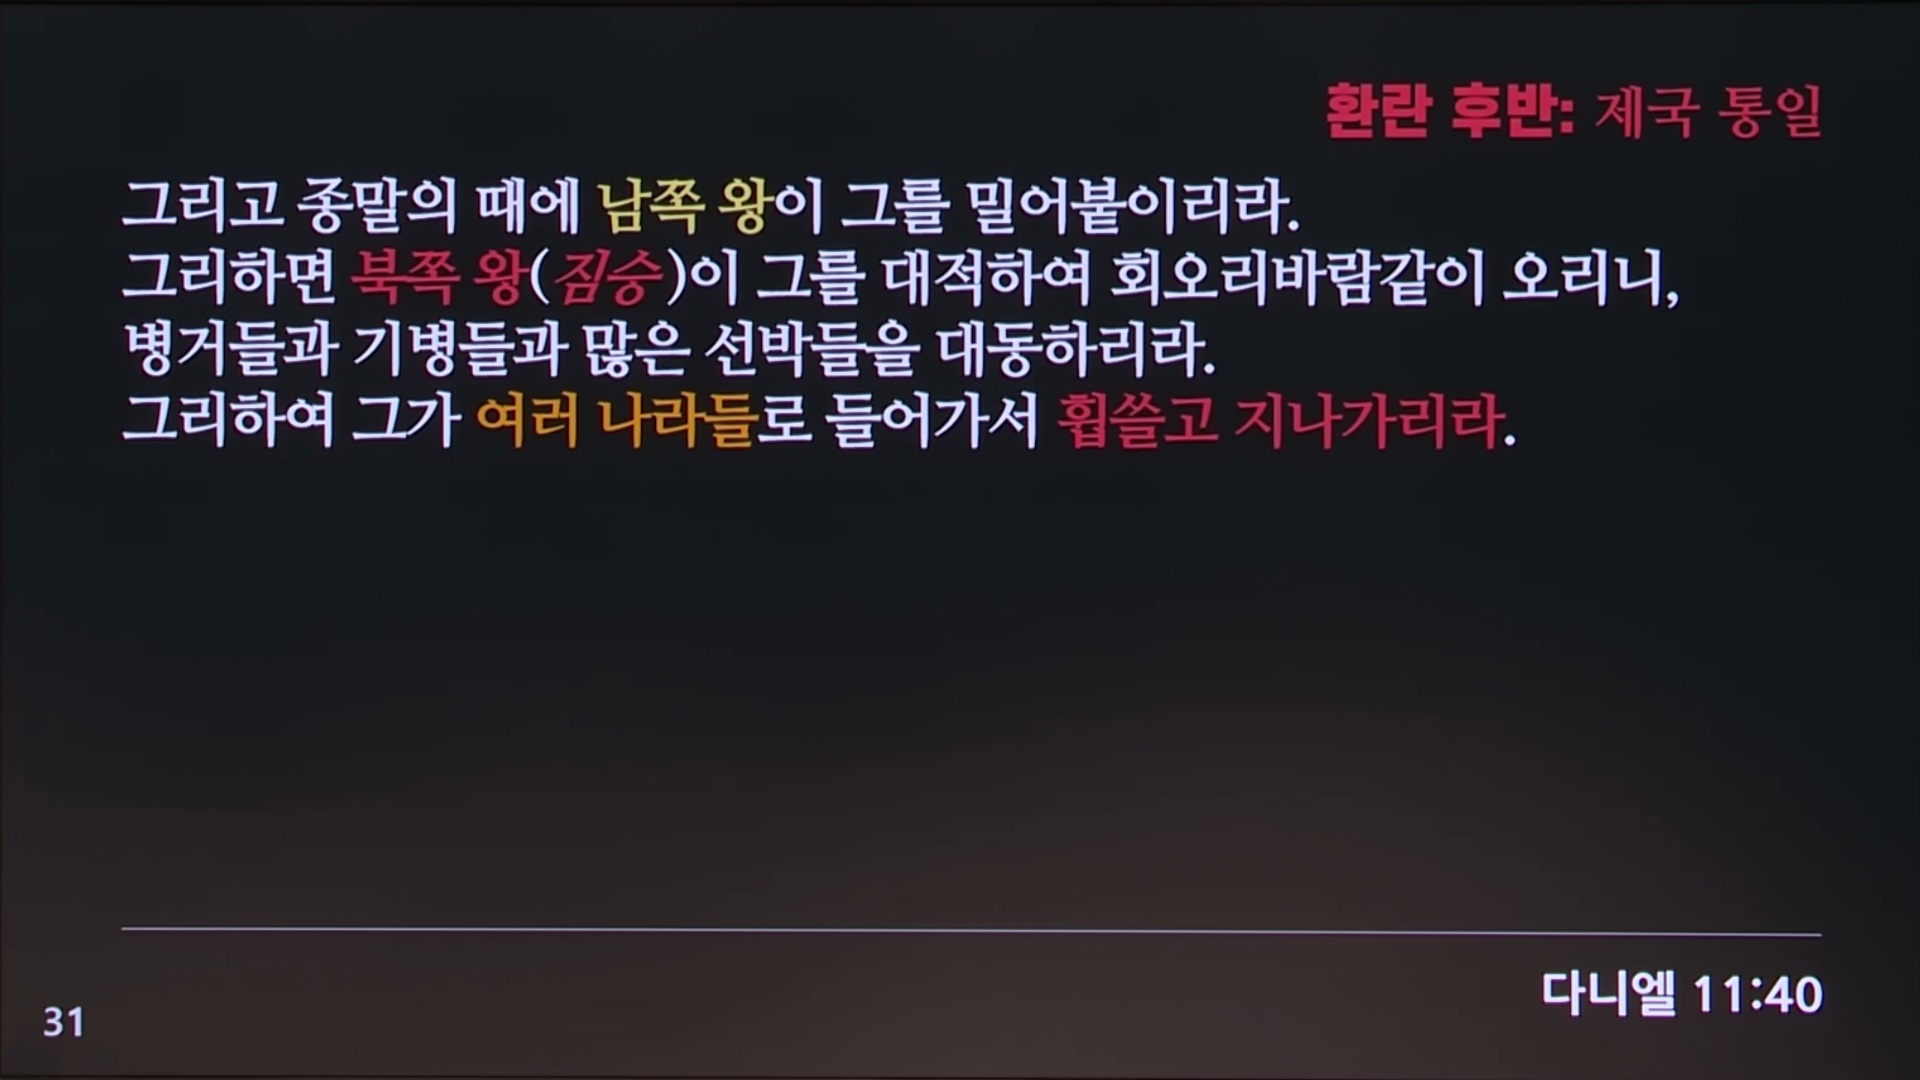 환란 후반: 제국 통일
그리고 종말의 때에 남쪽 왕이 그를 밀어붙이리라.
그리하면 북쪽 왕(짐승)이 그를 대적하여 회오리바람같이 오리니,
병거들과 기병들과 많은 선박들을 대동하리라.
그리하여 그가 여러 나라들로 들어가서 휩쓸고 지나가리라.
다니엘 11:40
31